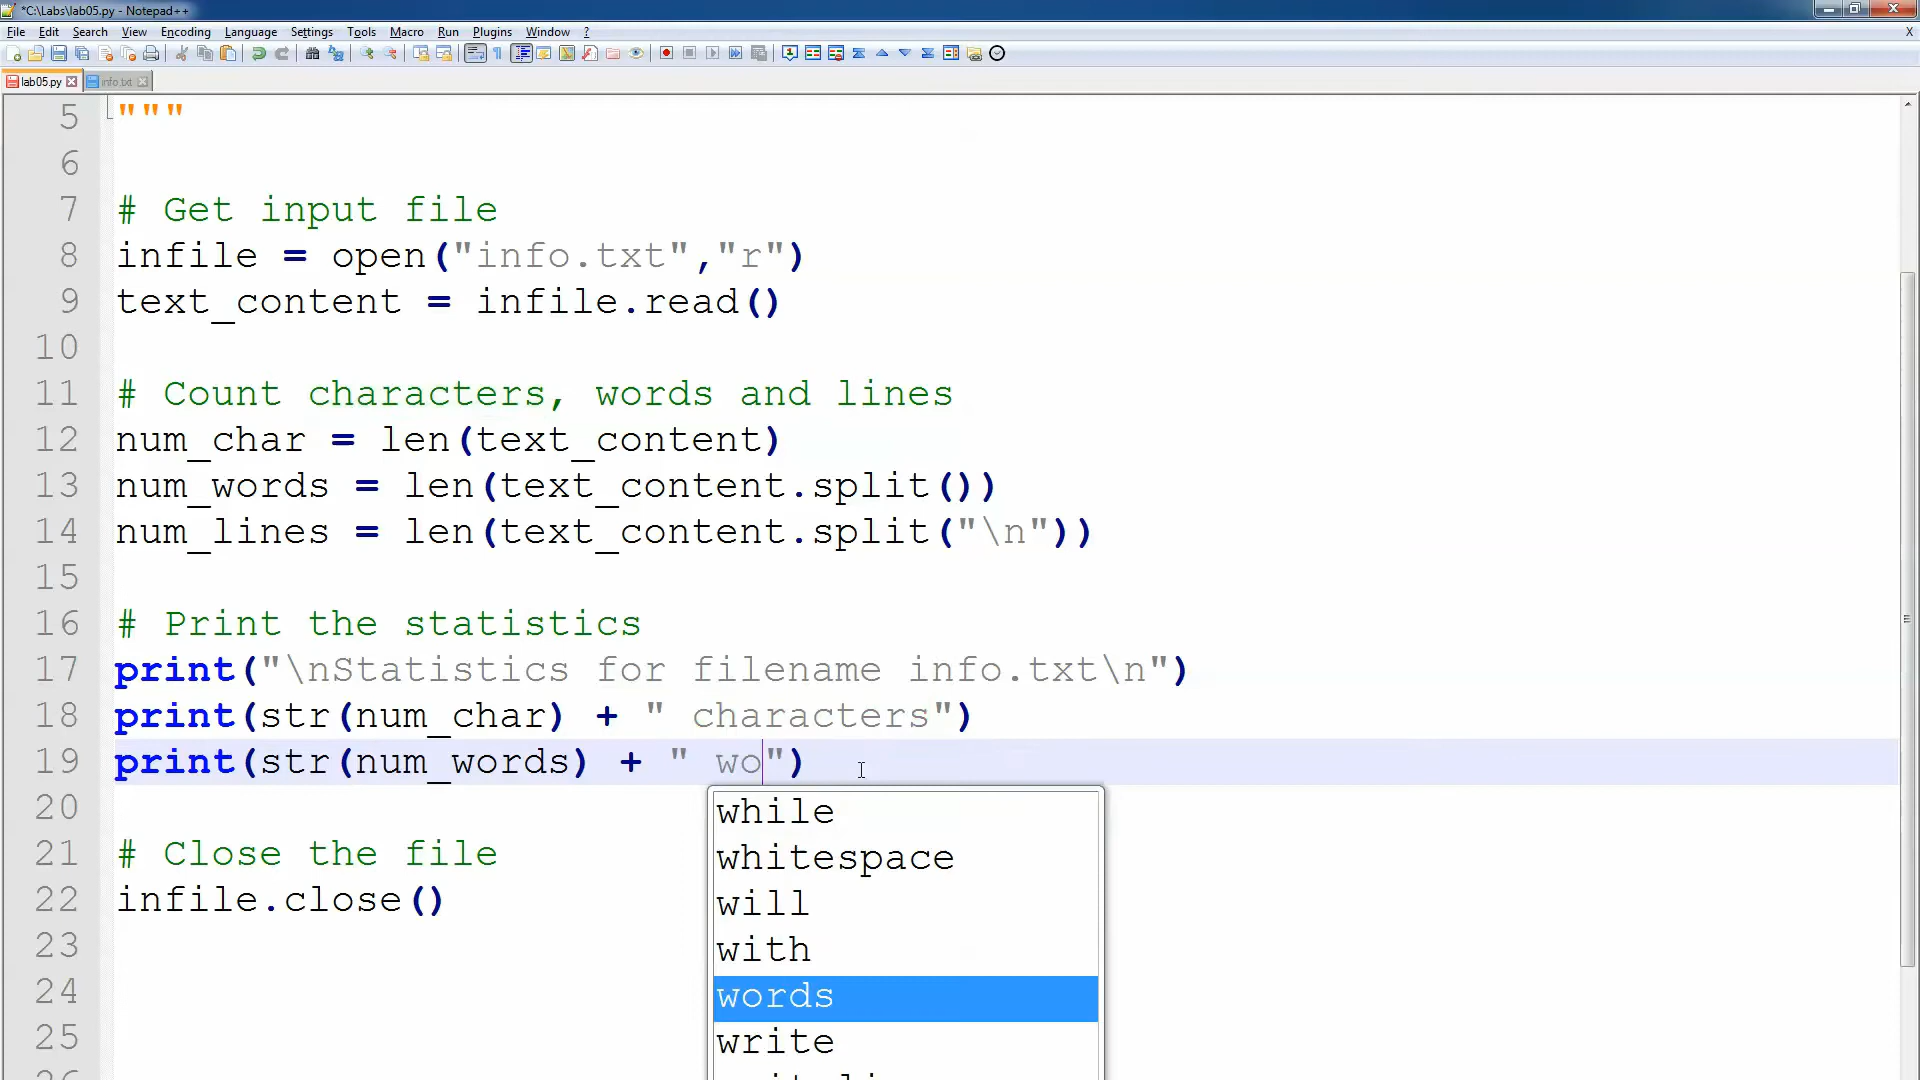 *C:\Labs\lab05.py - Notepad++
File Edit Search View Encoding Language Settings Tools Macro Run Plugins Window ? X
lab05.py info.txt
5 """
6
7 # Get input file
8 infile = open("info.txt","r")
9 text_content = infile.read()
10
11 # Count characters, words and lines
12 num_char = len(text_content)
13 num_words = len(text_content.split())
14 num_lines = len(text_content.split("\n"))
15
16 # Print the statistics
17 print("\nStatistics for filename info.txt\n")
18 print(str(num_char) + " characters")
19 print(str(num_words) + " wo")
20
while
21 # Close the file
whitespace
22 infile.close()
will
23
with
24
words
25
write